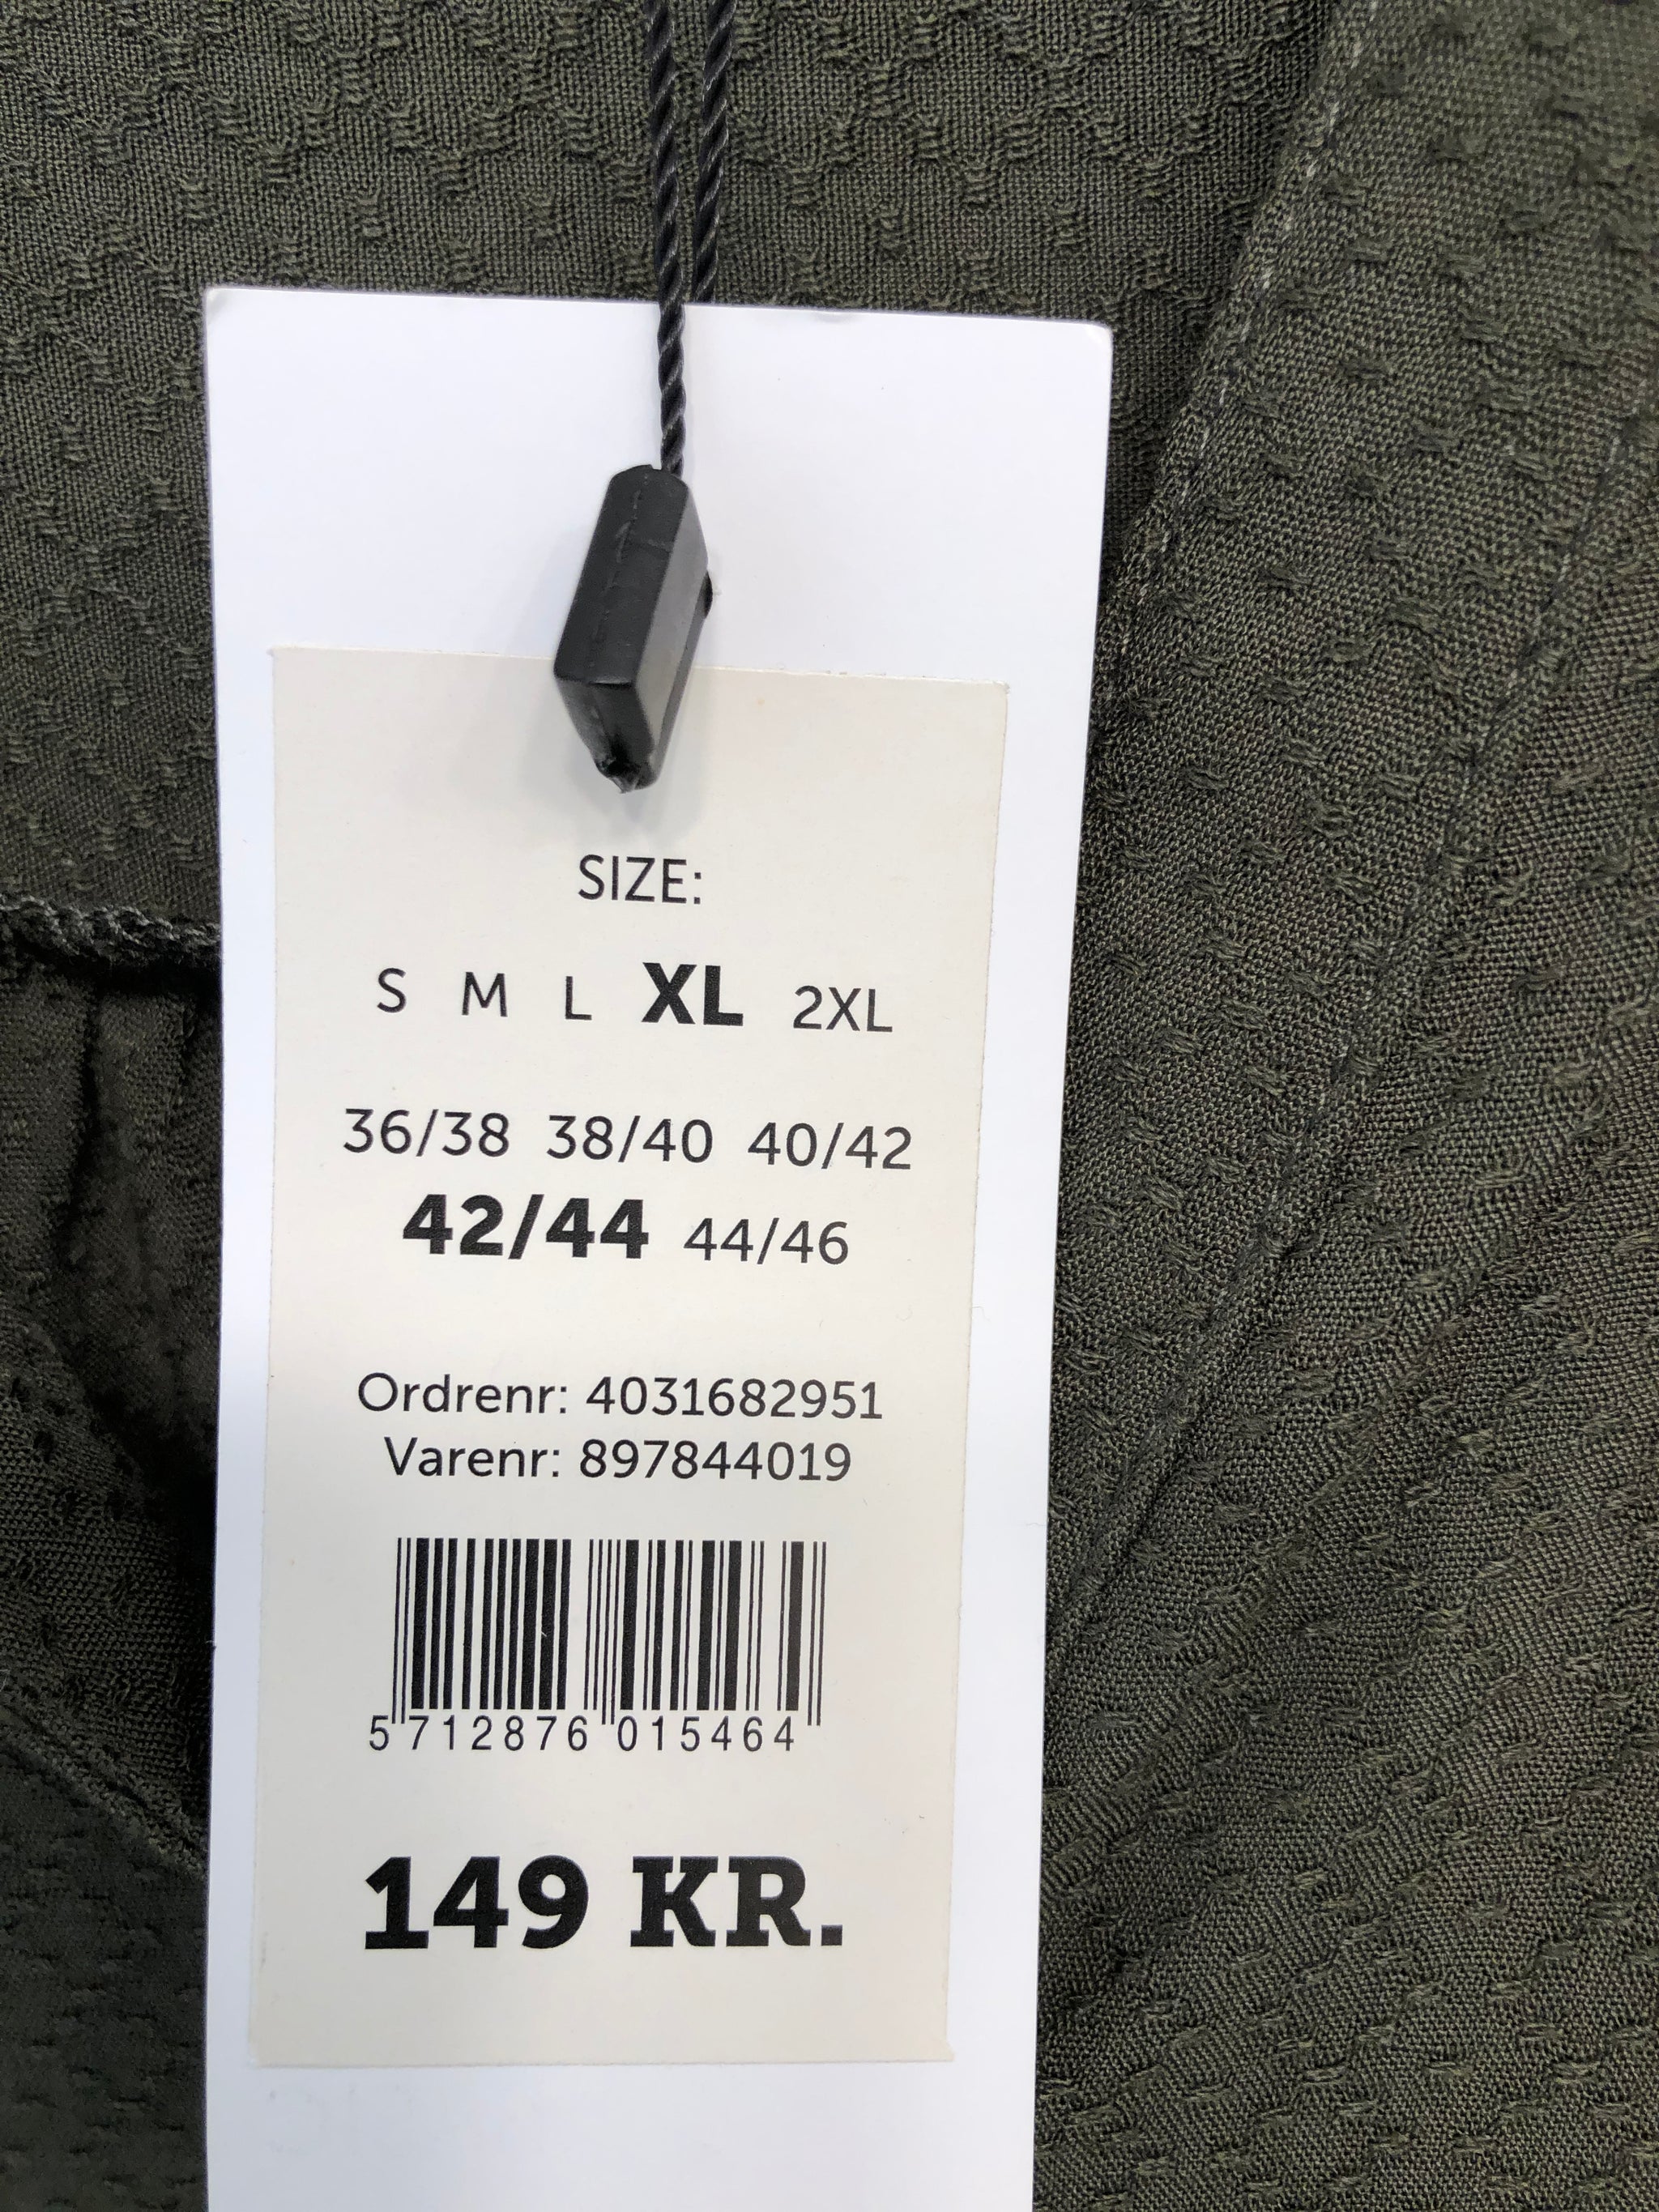 SIZE:
S M L XL 2XL
36/38 38/40 40/42
42/44 44/46
Ordrenr: 4031682951
Varenr: 897844019
5 712876 015464
149 KR.